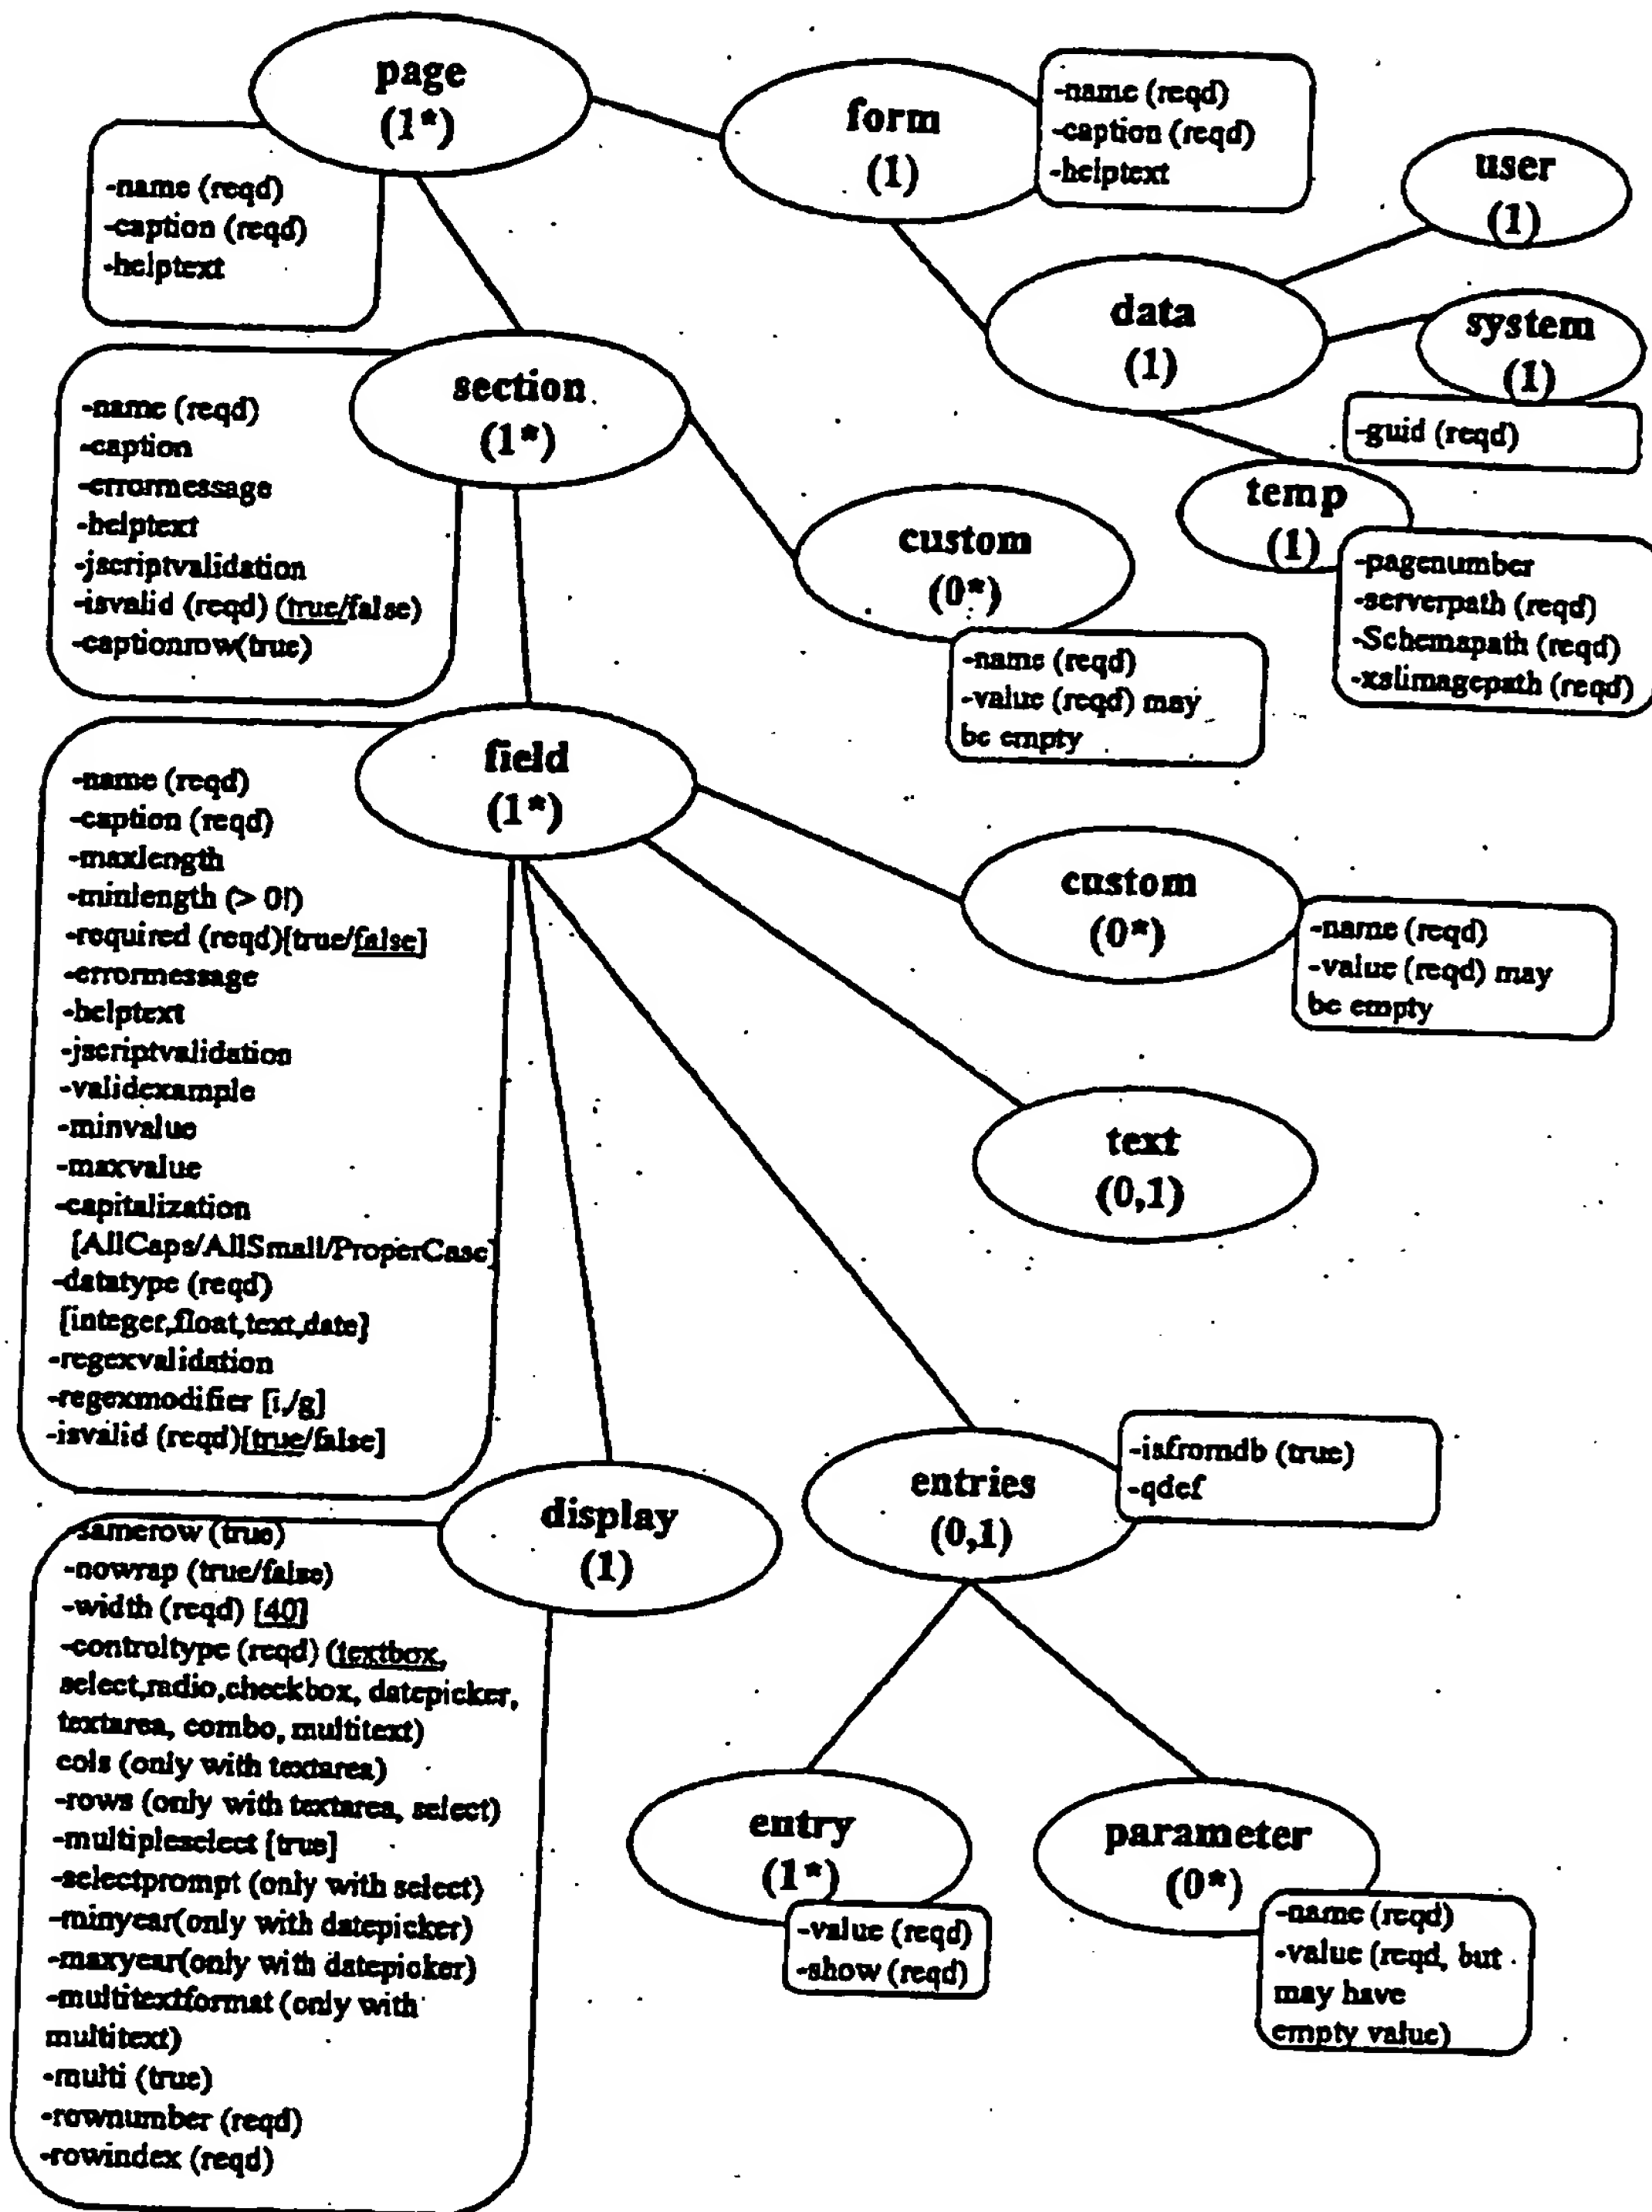 page
(1*)
-name (reqd)
-caption (reqd)
-helptext
form
(1)
-name (reqd)
-caption (reqd)
-helptext
user
(1)
data
(1)
system
(1)
-guid (reqd)
temp
(1)
-pagenumber
-serverpath (reqd)
-Schemapath (reqd)
-xslimagepath (reqd)
section
(1*)
-name (reqd)
-caption
-errormessage
-helptext
-jscriptvalidation
-isvalid (reqd) (true/false)
-captionrow(true)
custom
(0*)
-name (reqd)
-value (reqd) may
be empty
field
(1*)
-name (reqd)
-caption (reqd)
-maxlength
-minlength (> 0!)
-required (reqd)[true/false]
-errormessage
-helptext
-jscriptvalidation
-validexample
-minvalue
-maxvalue
-capitalization
[AllCaps/AllSmall/ProperCase]
-datatype (reqd)
[integer,float,text,date]
-regexvalidation
-regexmodifier [i,/g]
-isvalid (reqd)[true/false]
custom
(0*)
-name (reqd)
-value (reqd) may
be empty
text
(0,1)
display
(1)
-samerow (true)
-nowrap (true/false)
-width (reqd) [40]
-controltype (reqd) (textbox,
select,radio,checkbox, datepicker,
textarea, combo, multitext)
cols (only with textarea)
-rows (only with textarea, select)
-multipleselect [true]
-selectprompt (only with select)
-minyear(only with datepicker)
-maxyear(only with datepicker)
-multitextformat (only with
multitext)
-multi (true)
-rownumber (reqd)
-rowindex (reqd)
entries
(0,1)
-isfromdb (true)
-qdef
entry
(1*)
-value (reqd)
-show (reqd)
parameter
(0*)
-name (reqd)
-value (reqd, but
may have
empty value)